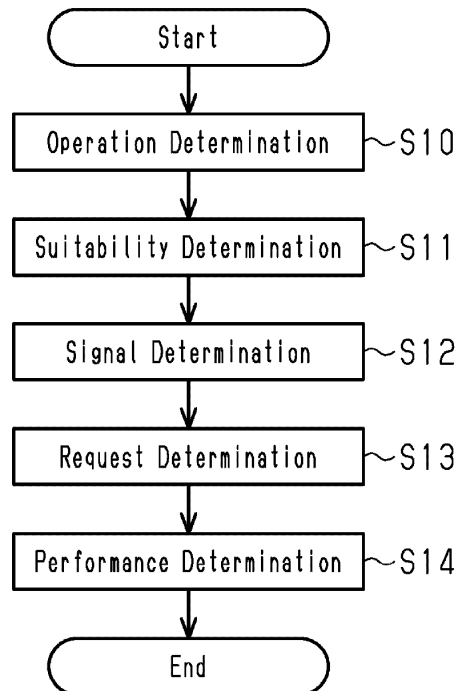 Start
Operation Determination S10
Suitability Determination S11
Signal Determination S12
Request Determination S13
Performance Determination S14
End